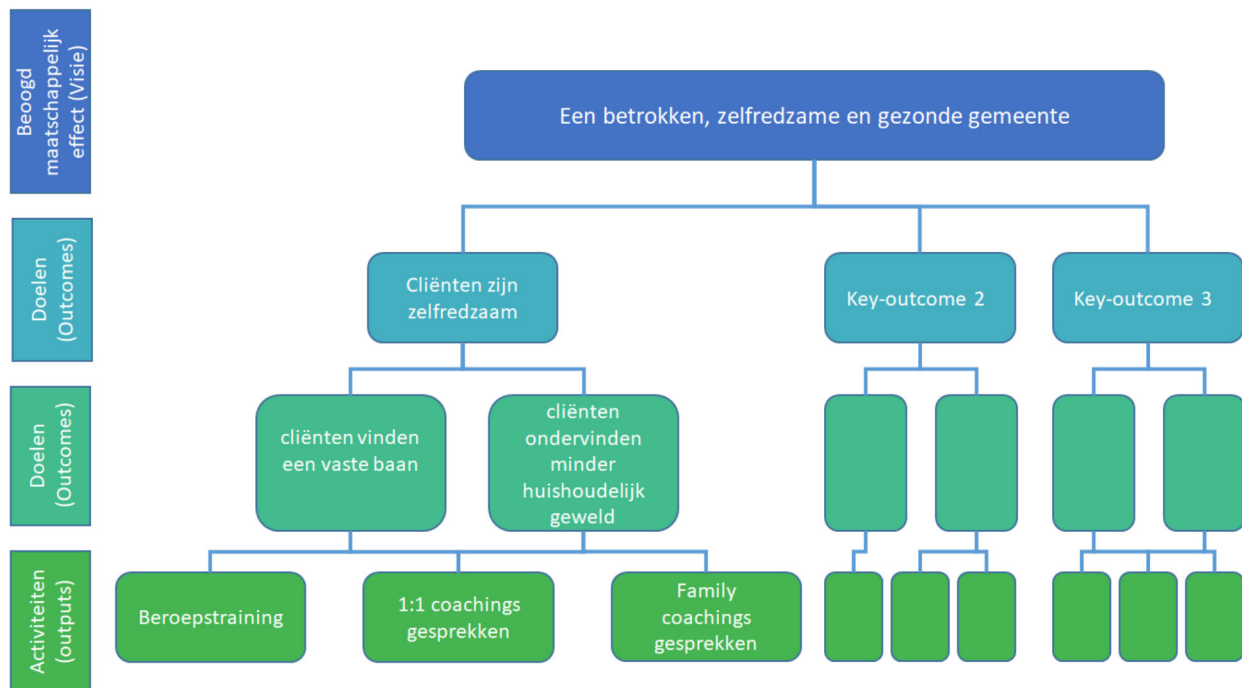 Beoogd
maatschappelijk
effect (Visie)
Een betrokken, zelfredzame en gezonde gemeente
Doelen
(Outcomes)
Cliënten zijn
zelfredzaam
Key-outcome 2
Key-outcome 3
Doelen
(Outcomes)
cliënten vinden
een vaste baan
cliënten
ondervinden
minder
huishoudelijk
geweld
Activiteiten
(outputs)
Beroepstraining
1:1 coachings
gesprekken
Family
coachings
gesprekken